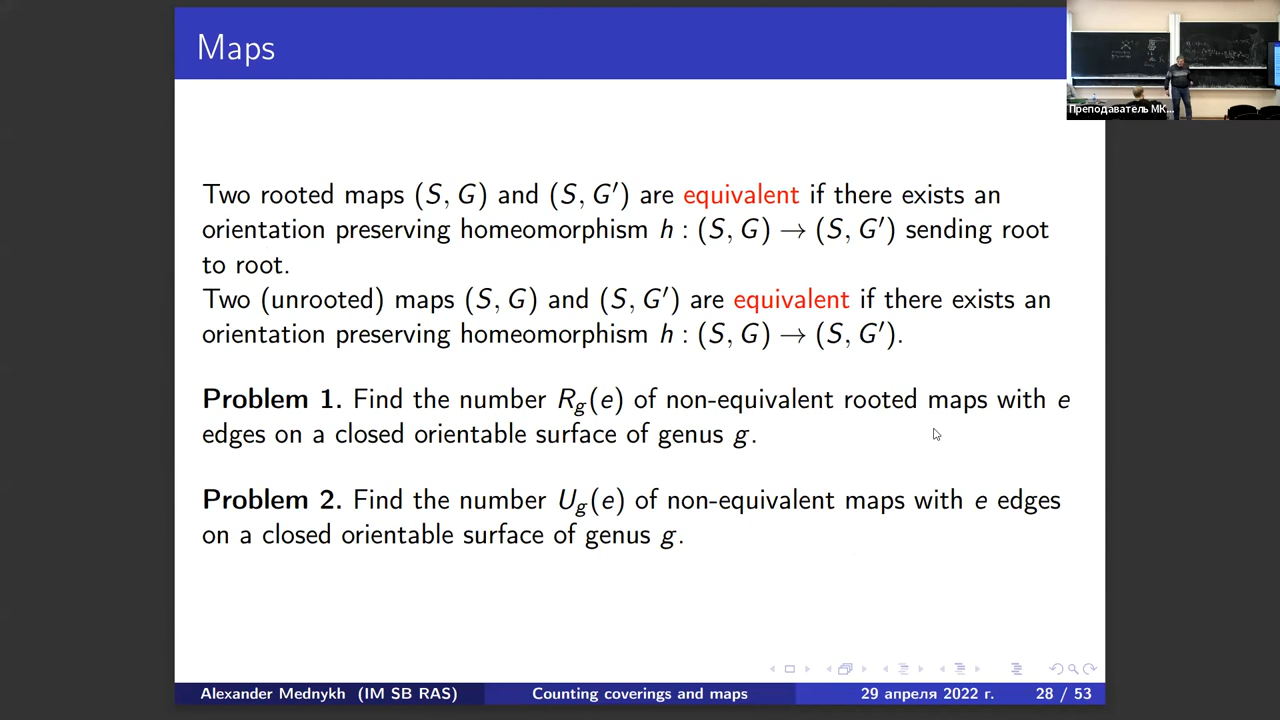 Maps
Преподаватель МК...
Two rooted maps (S, G) and (S, G′) are equivalent if there exists an
orientation preserving homeomorphism h : (S, G) → (S, G′) sending root
to root.
Two (unrooted) maps (S, G) and (S, G′) are equivalent if there exists an
orientation preserving homeomorphism h : (S, G) → (S, G′).
Problem 1. Find the number R_g(e) of non-equivalent rooted maps with e
edges on a closed orientable surface of genus g.
Problem 2. Find the number U_g(e) of non-equivalent maps with e edges
on a closed orientable surface of genus g.
Alexander Mednykh (IM SB RAS) Counting coverings and maps 29 апреля 2022 г. 28 / 53